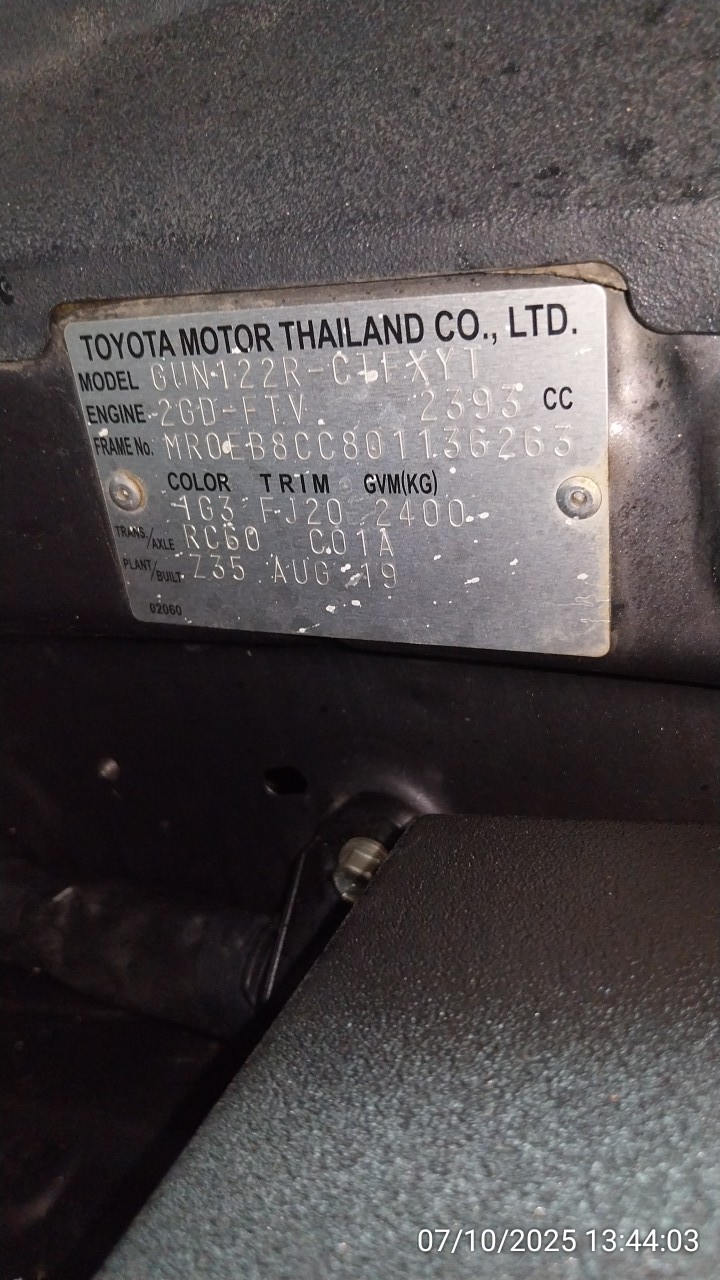 TOYOTA MOTOR THAILAND CO., LTD.
MODEL GUN122R-CTFXYT
ENGINE 2GD-FTV 2393 CC
FRAME No. MR0EB8CC801136263
COLOR TRIM GVM(KG)
1G3 FJ20 2400
TRANS./AXLE RC60 C01A
PLANT/BUILT Z35 AUG 19
02060
07/10/2025 13:44:03